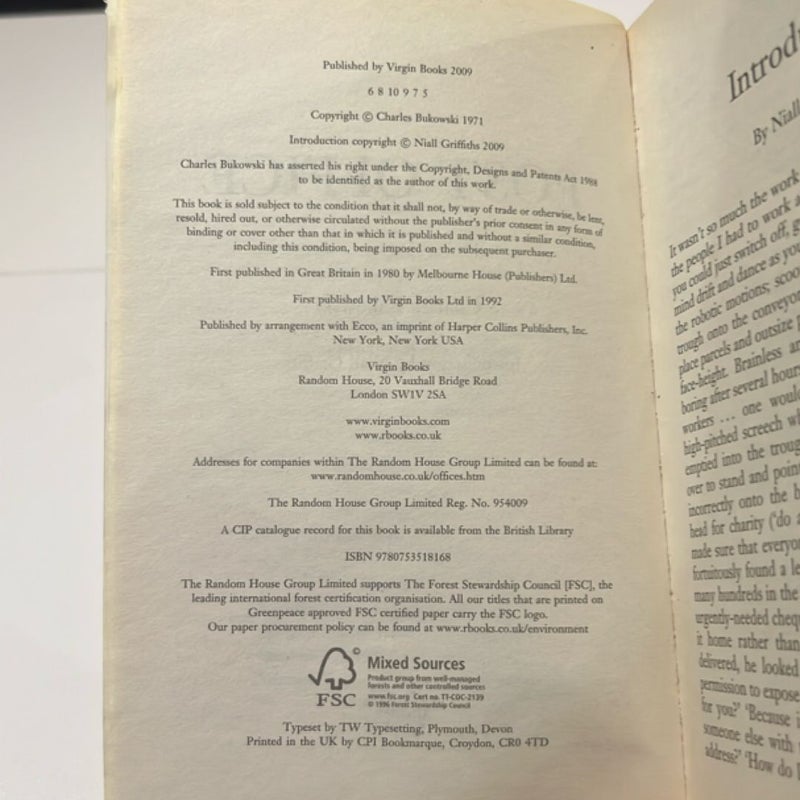 Published by Virgin Books 2009
6 8 10 9 7 5
Copyright © Charles Bukowski 1971
Introduction copyright © Niall Griffiths 2009
Charles Bukowski has asserted his right under the Copyright, Designs and Patents Act 1988
to be identified as the author of this work.
This book is sold subject to the condition that it shall not, by way of trade or otherwise, be lent,
resold, hired out, or otherwise circulated without the publisher's prior consent in any form of
binding or cover other than that in which it is published and without a similar condition,
including this condition, being imposed on the subsequent purchaser.
First published in Great Britain in 1980 by Melbourne House (Publishers) Ltd.
First published by Virgin Books Ltd in 1992
Published by arrangement with Ecco, an imprint of Harper Collins Publishers, Inc.
New York, New York USA
Virgin Books
Random House, 20 Vauxhall Bridge Road
London SW1V 2SA
www.virginbooks.com
www.rbooks.co.uk
Addresses for companies within The Random House Group Limited can be found at:
www.randomhouse.co.uk/offices.htm
The Random House Group Limited Reg. No. 954009
A CIP catalogue record for this book is available from the British Library
ISBN 9780753518168
The Random House Group Limited supports The Forest Stewardship Council [FSC], the
leading international forest certification organisation. All our titles that are printed on
Greenpeace approved FSC certified paper carry the FSC logo.
Our paper procurement policy can be found at www.rbooks.co.uk/environment
FSC
Mixed Sources
Product group from well-managed
forests and other controlled sources
www.fsc.org Cert no. TT-COC-2139
© 1996 Forest Stewardship Council
Typeset by TW Typesetting, Plymouth, Devon
Printed in the UK by CPI Bookmarque, Croydon, CR0 4TD
Introd
By Niall
It wasn't so much the work
the people I had to work
you could just switch off,
mind drift and dance as you
the robotic motions; scoo
trough onto the conveyor
place parcels and outsize
face-height. Brainless an
boring after several hours
workers ... one would
high-pitched screech
emptied into the troug
over to stand and poin
incorrectly onto the b
head for charity ('do a
made sure that everyo
fortuitously found a le
many hundreds in the
urgently-needed cheq
it home rather than
delivered, he looked
permission to expose
for you?' 'Because i
someone else with
address?' 'How do